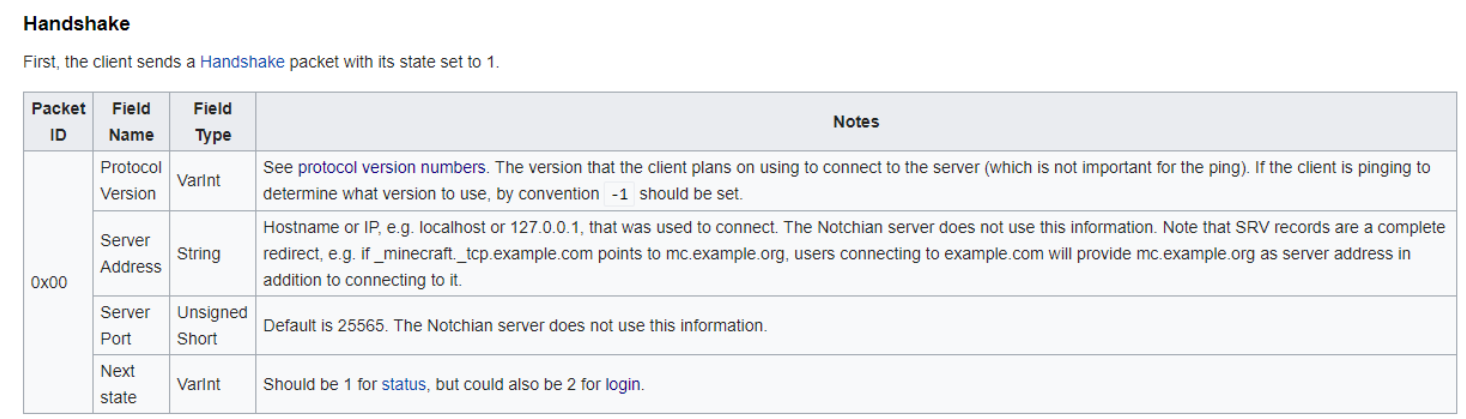 Handshake
First, the client sends a Handshake packet with its state set to 1.
Packet ID
Field Name
Field Type
Notes
0x00
Protocol Version
VarInt
See protocol version numbers. The version that the client plans on using to connect to the server (which is not important for the ping). If the client is pinging to
determine what version to use, by convention -1 should be set.
Server Address
String
Hostname or IP, e.g. localhost or 127.0.0.1, that was used to connect. The Notchian server does not use this information. Note that SRV records are a complete
redirect, e.g. if _minecraft._tcp.example.com points to mc.example.org, users connecting to example.com will provide mc.example.org as server address in
addition to connecting to it.
Server Port
Unsigned Short
Default is 25565. The Notchian server does not use this information.
Next state
VarInt
Should be 1 for status, but could also be 2 for login.